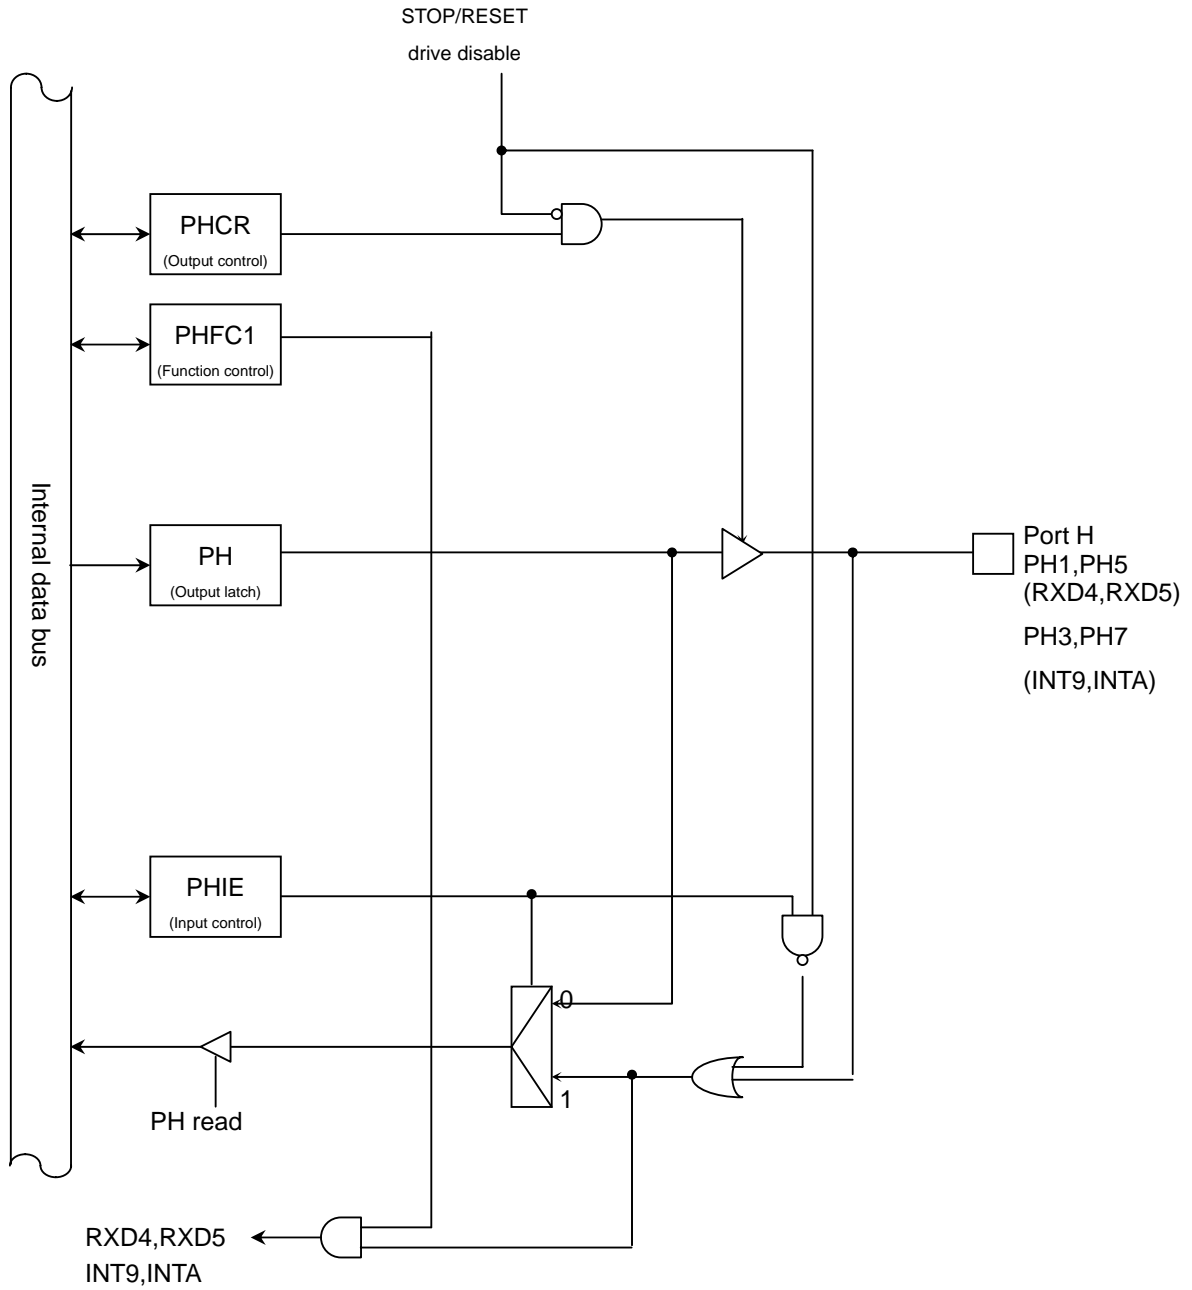 STOP/RESET
drive disable
PHCR
(Output control)
PHFC1
(Function control)
Internal data bus
PH
(Output latch)
Port H
PH1,PH5
(RXD4,RXD5)
PH3,PH7
(INT9,INTA)
PHIE
(Input control)
0
1
PH read
RXD4,RXD5
INT9,INTA